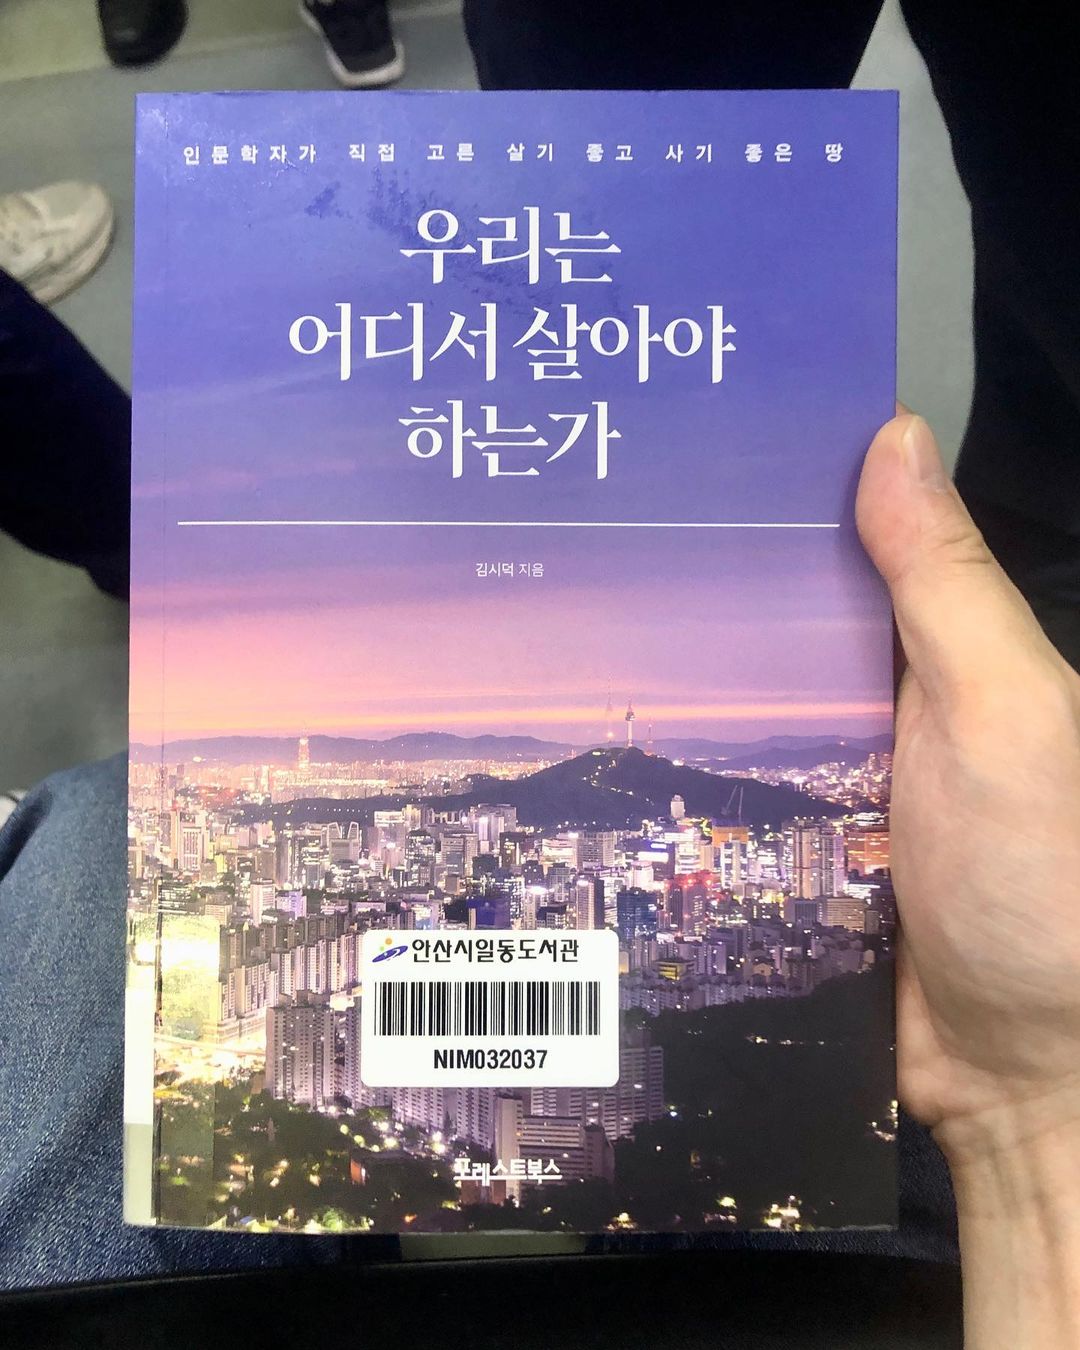 인문학자가 직접 고른 살기 좋고 사기 좋은 땅
우리는
어디서 살아야
하는가
김시덕 지음
안산시일동도서관
NIM032037
포레스트북스